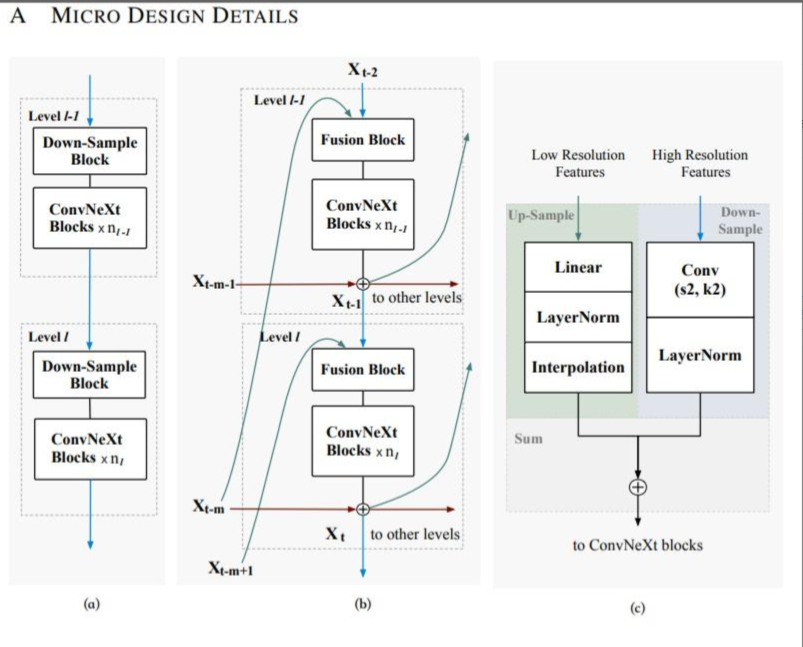 A MICRO DESIGN DETAILS
Level l-1
Down-Sample
Block
ConvNeXt
Blocks x n_{l-1}
Level l
Down-Sample
Block
ConvNeXt
Blocks x n_l
(a)
X_{t-2}
Level l-1
Fusion Block
ConvNeXt
Blocks x n_{l-1}
X_{t-m-1}
X_{t-1} to other levels
Level l
Fusion Block
ConvNeXt
Blocks x n_l
X_{t-m}
X_t to other levels
X_{t-m+1}
(b)
Low Resolution
Features
High Resolution
Features
Up-Sample
Down-
Sample
Linear
LayerNorm
Interpolation
Conv
(s2, k2)
LayerNorm
Sum
to ConvNeXt blocks
(c)